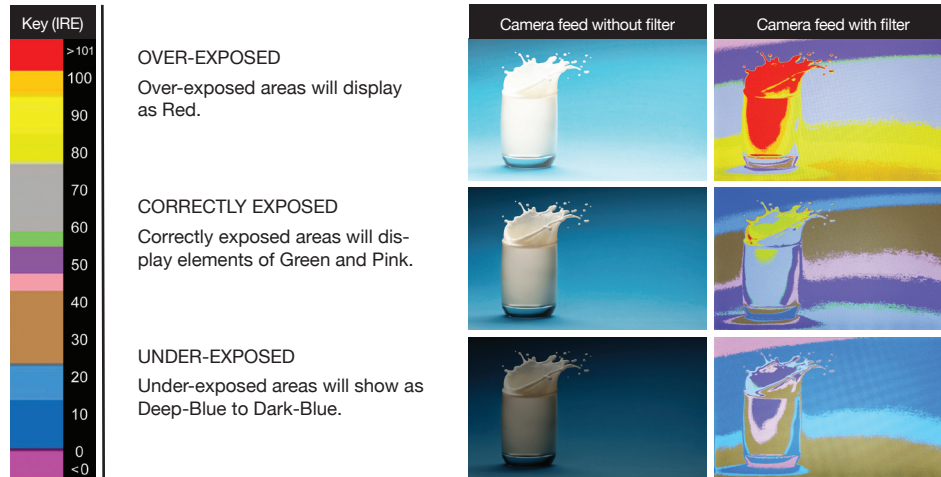 Key (IRE)
>101
100
90
80
70
60
50
40
30
20
10
0
<0
OVER-EXPOSED
Over-exposed areas will display
as Red.
CORRECTLY EXPOSED
Correctly exposed areas will dis-
play elements of Green and Pink.
UNDER-EXPOSED
Under-exposed areas will show as
Deep-Blue to Dark-Blue.
Camera feed without filter
Camera feed with filter